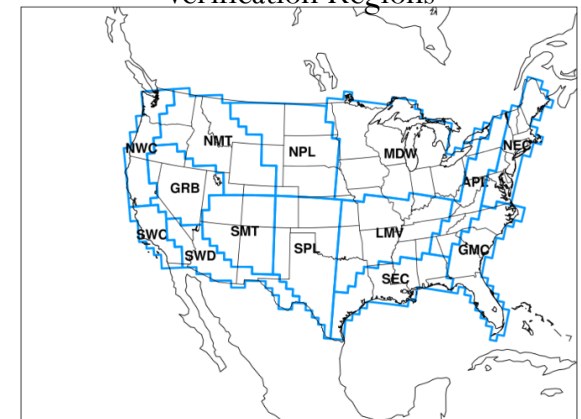 Verification Regions
NWC
NMT
NPL
MDW
NEC
APL
GRB
SWC
SMT
LMV
GMC
SWD
SPL
SEC